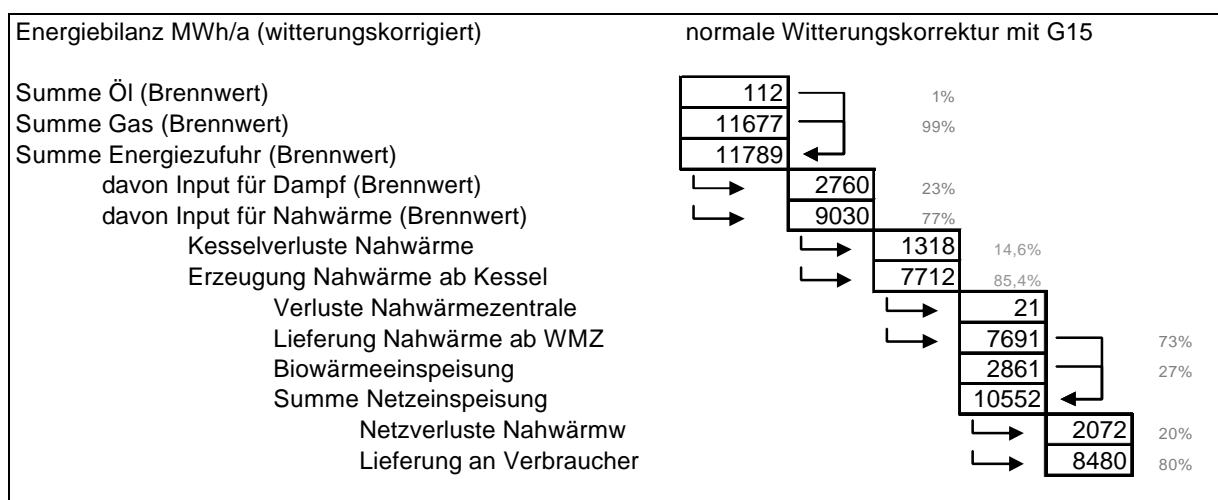 Energiebilanz MWh/a (witterungskorrigiert) normale Witterungskorrektur mit G15
Summe Öl (Brennwert) 112 1%
Summe Gas (Brennwert) 11677 99%
Summe Energiezufuhr (Brennwert) 11789
davon Input für Dampf (Brennwert) 2760 23%
davon Input für Nahwärme (Brennwert) 9030 77%
Kesselverluste Nahwärme 1318 14,6%
Erzeugung Nahwärme ab Kessel 7712 85,4%
Verluste Nahwärmezentrale 21
Lieferung Nahwärme ab WMZ 7691 73%
Biowärmeeinspeisung 2861 27%
Summe Netzeinspeisung 10552
Netzverluste Nahwärmw 2072 20%
Lieferung an Verbraucher 8480 80%